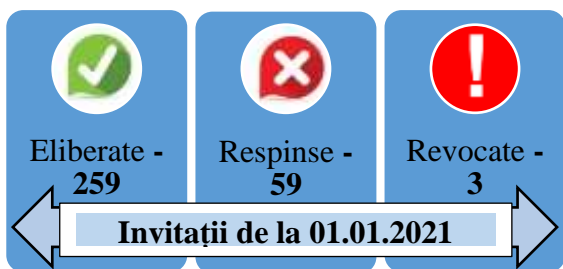 Eliberate -
259
Respinse -
59
Revocate -
3
Invitații de la 01.01.2021